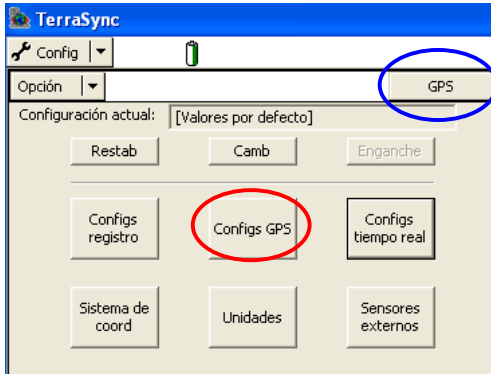 TerraSync
Config
Opción
GPS
Configuración actual: [Valores por defecto]
Restab Camb Enganche
Configs registro
Configs GPS
Configs tiempo real
Sistema de coord
Unidades
Sensores externos